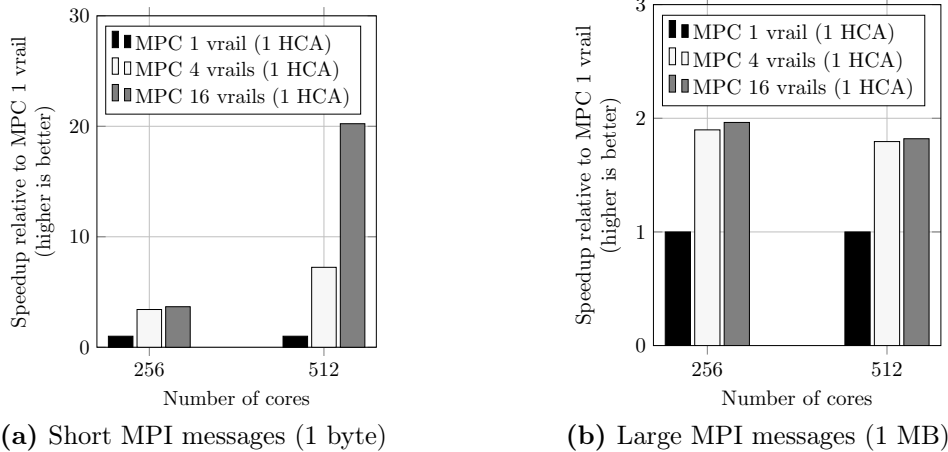 30
20
10
0
Speedup relative to MPC 1 vrail
(higher is better)
MPC 1 vrail (1 HCA)
MPC 4 vrails (1 HCA)
MPC 16 vrails (1 HCA)
256
512
Number of cores
(a) Short MPI messages (1 byte)
3
2
1
0
Speedup relative to MPC 1 vrail
(higher is better)
MPC 1 vrail (1 HCA)
MPC 4 vrails (1 HCA)
MPC 16 vrails (1 HCA)
256
512
Number of cores
(b) Large MPI messages (1 MB)